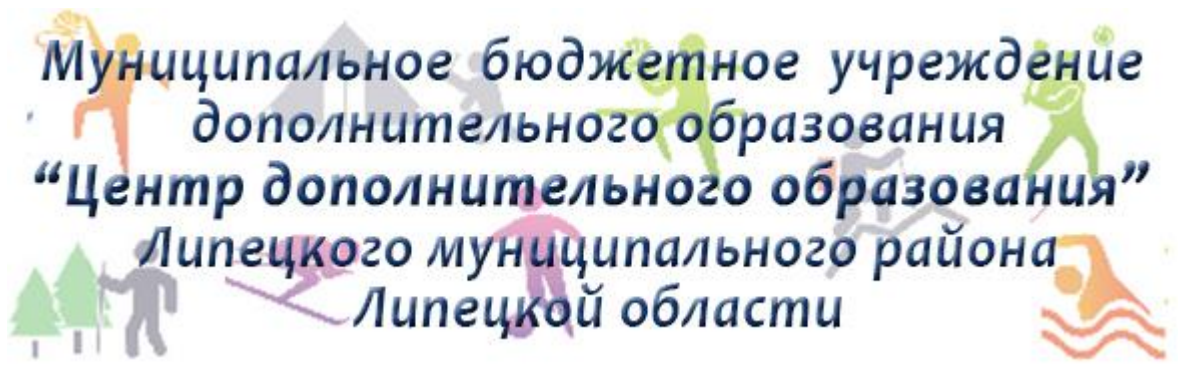 Муниципальное бюджетное учреждение
дополнительного образования
“Центр дополнительного образования”
Липецкого муниципального района
Липецкой области